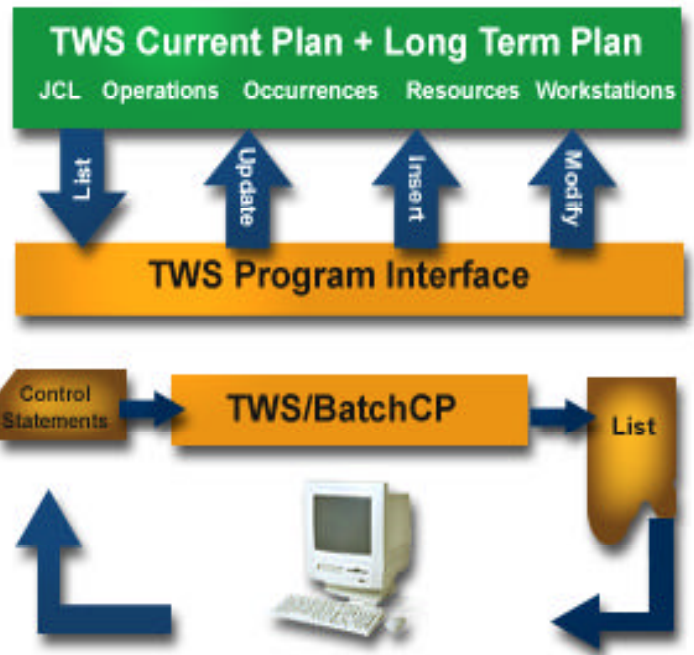 TWS Current Plan + Long Term Plan
JCL Operations Occurrences Resources Workstations
List
Update
Insert
Modify
TWS Program Interface
Control
Statements
TWS/BatchCP
List